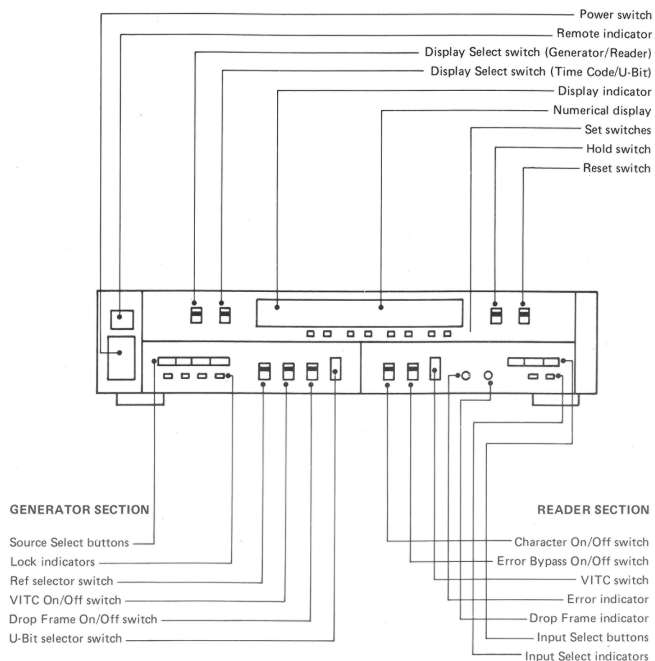 Power switch
Remote indicator
Display Select switch (Generator/Reader)
Display Select switch (Time Code/U-Bit)
Display indicator
Numerical display
Set switches
Hold switch
Reset switch
GENERATOR SECTION
Source Select buttons
Lock indicators
Ref selector switch
VITC On/Off switch
Drop Frame On/Off switch
U-Bit selector switch
READER SECTION
Character On/Off switch
Error Bypass On/Off switch
VITC switch
Error indicator
Drop Frame indicator
Input Select buttons
Input Select indicators